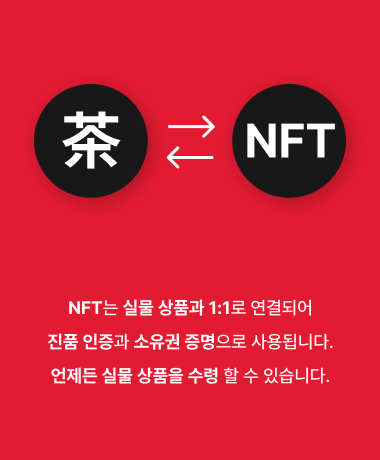 茶 NFT
NFT는 실물 상품과 1:1로 연결되어
진품 인증과 소유권 증명으로 사용됩니다.
언제든 실물 상품을 수령 할 수 있습니다.